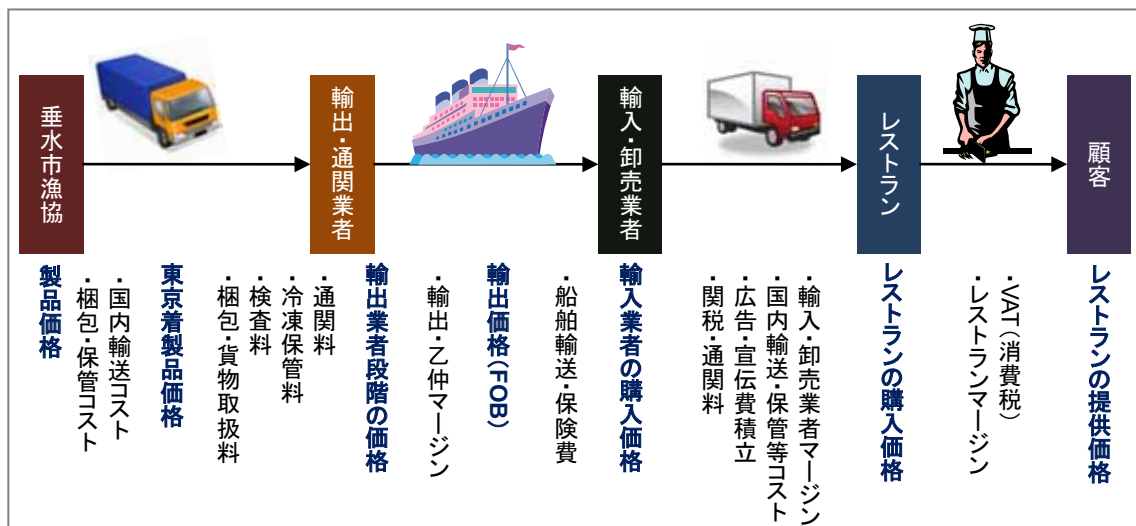 垂水市漁協
輸出・通関業者
輸入・卸売業者
レストラン
顧客
製品価格
・梱包・保管コスト
・国内輸送コスト
東京着製品価格
・梱包・貨物取扱料
・検査料
・冷凍保管料
・通関料
輸出業者段階の価格
・輸出・乙仲マージン
輸出価格(FOB)
・船舶輸送・保険費
輸入業者の購入価格
・関税・通関料
・広告・宣伝費積立
・国内輸送・保管等コスト
・輸入・卸売業者マージン
レストランの購入価格
・レストランマージン
・VAT(消費税)
レストランの提供価格